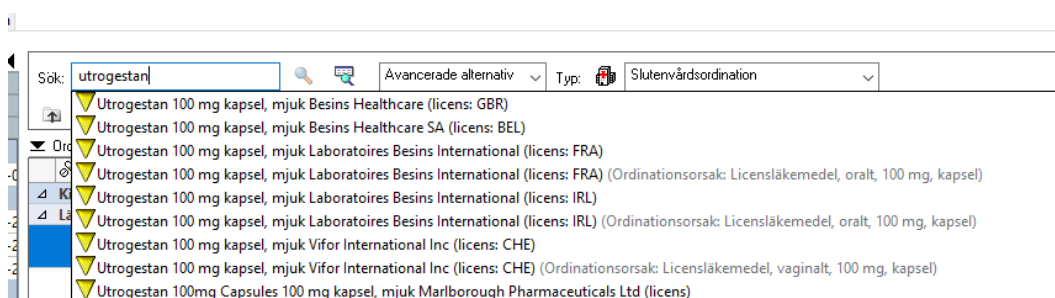 Sök: utrogestan Avancerade alternativ Typ: Slutenvårdsordination
Utrogestan 100 mg kapsel, mjuk Besins Healthcare (licens: GBR)
Utrogestan 100 mg kapsel, mjuk Besins Healthcare SA (licens: BEL)
Utrogestan 100 mg kapsel, mjuk Laboratoires Besins International (licens: FRA)
Utrogestan 100 mg kapsel, mjuk Laboratoires Besins International (licens: FRA) (Ordinationsorsak: Licensläkemedel, oralt, 100 mg, kapsel)
Utrogestan 100 mg kapsel, mjuk Laboratoires Besins International (licens: IRL)
Utrogestan 100 mg kapsel, mjuk Laboratoires Besins International (licens: IRL) (Ordinationsorsak: Licensläkemedel, oralt, 100 mg, kapsel)
Utrogestan 100 mg kapsel, mjuk Vifor International Inc (licens: CHE)
Utrogestan 100 mg kapsel, mjuk Vifor International Inc (licens: CHE) (Ordinationsorsak: Licensläkemedel, vaginalt, 100 mg, kapsel)
Utrogestan 100mg Capsules 100 mg kapsel, mjuk Marlborough Pharmaceuticals Ltd (licens)